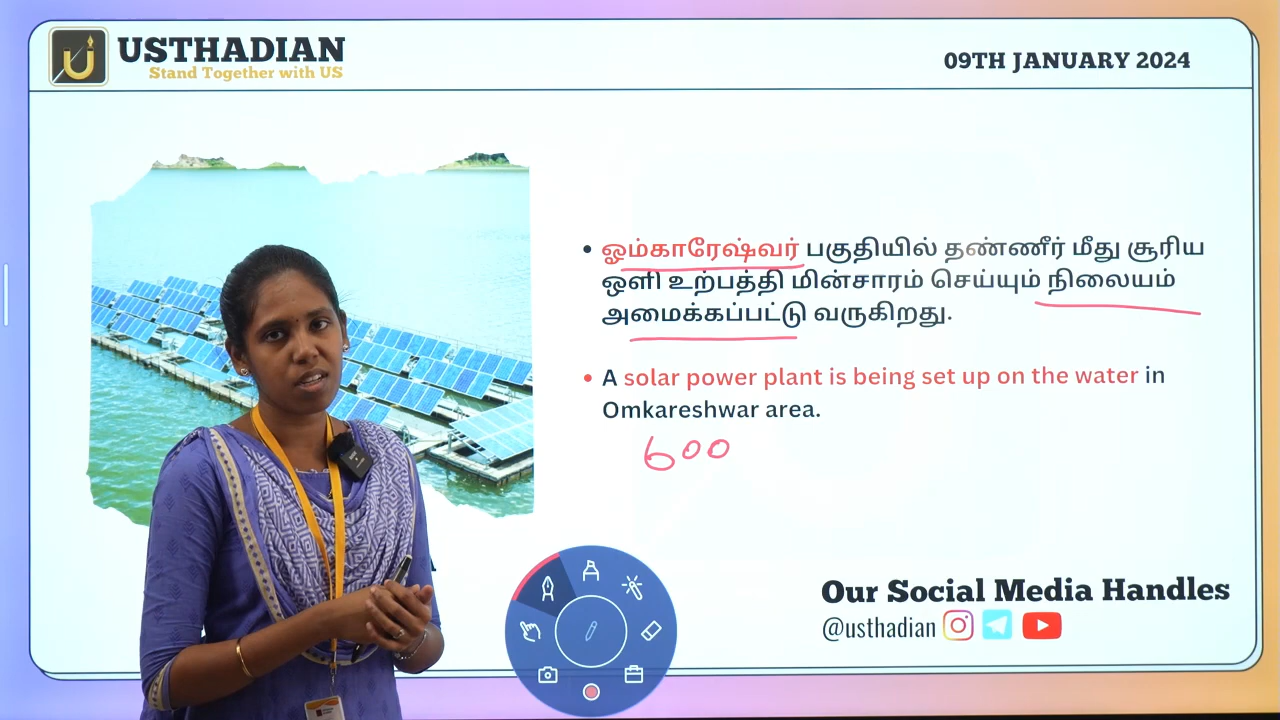 USTHADIAN
Stand Together with US
09TH JANUARY 2024
• ஓம்காரேஷ்வர் பகுதியில் தண்ணீர் மீது சூரிய
ஒளி உற்பத்தி மின்சாரம் செய்யும் நிலையம்
அமைக்கப்பட்டு வருகிறது.
• A solar power plant is being set up on the water in
Omkareshwar area.
600
Our Social Media Handles
@usthadian